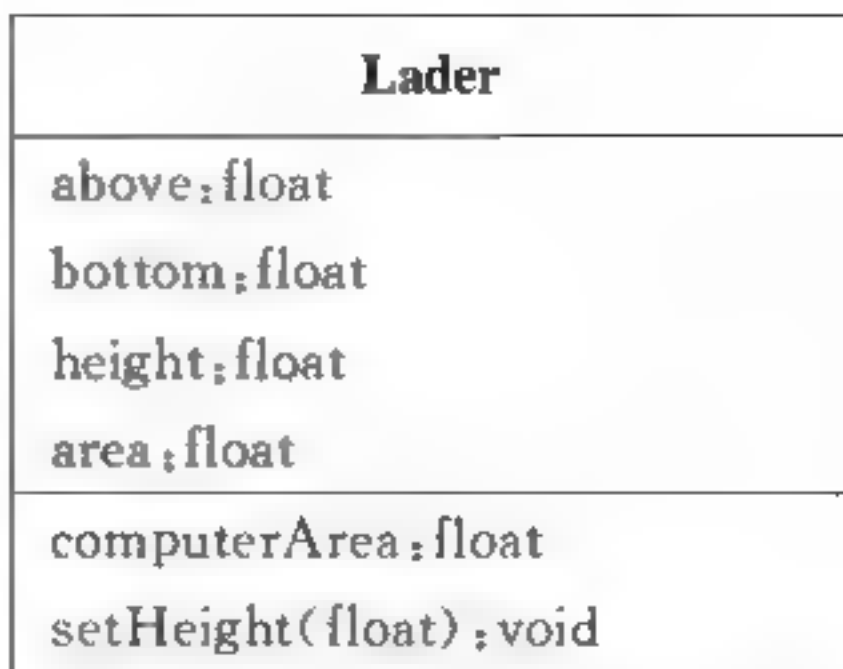 Lader
above:float
bottom:float
height:float
area:float
computerArea:float
setHeight(float):void